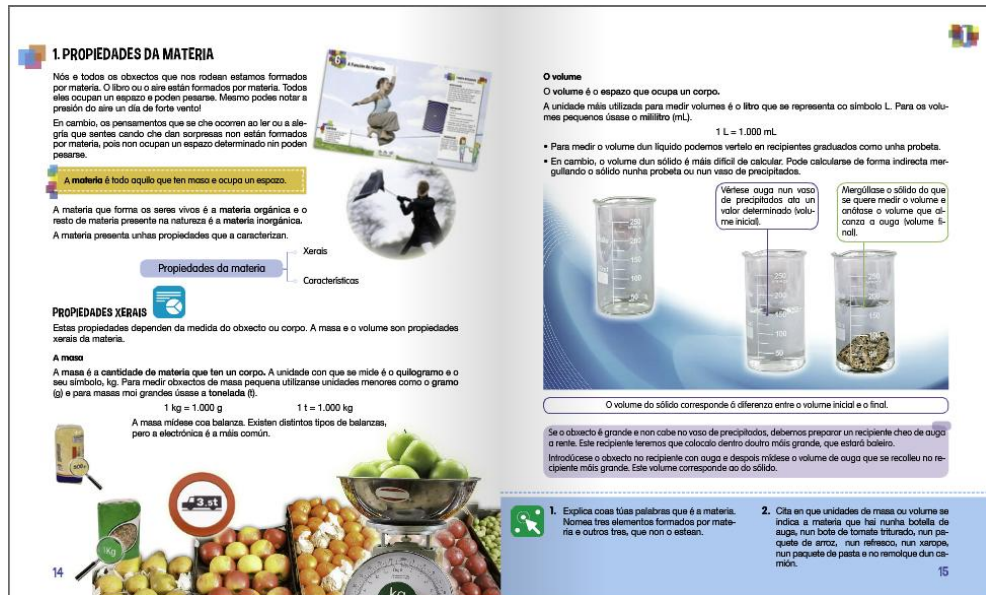 1. PROPIEDADES DA MATERIA
Nós e todos os obxectos que nos rodean estamos formados
por materia. O libro ou o aire están formados por materia. Todos
eles ocupan un espazo e poden pesarse. Mesmo podes notar a
presión do aire un día de forte vento!
En cambio, os pensamentos que se che ocorren ao ler ou a ale-
gría que sentes cando che dan sorpresas non están formados
por materia, pois non ocupan un espazo determinado nin poden
pesarse.
A materia é todo aquilo que ten masa e ocupa un espazo.
A materia que forma os seres vivos é a materia orgánica e o
resto de materia presente na natureza é a materia inorgánica.
A materia presenta unhas propiedades que a caracterizan.
Propiedades da materia
Xerais
Características
PROPIEDADES XERAIS
Estas propiedades dependen da medida do obxecto ou corpo. A masa e o volume son propiedades
xerais da materia.
A masa
A masa é a cantidade de materia que ten un corpo. A unidade con que se mide é o quilogramo e o
seu símbolo, kg. Para medir obxectos de masa pequena utilízanse unidades menores como o gramo
(g) e para masas moi grandes úsase a tonelada (t).
1 kg = 1.000 g 1 t = 1.000 kg
A masa mídese coa balanza. Existen distintos tipos de balanzas,
pero a electrónica é a máis común.
500g
1Kg
3,5t
kg
14
6 A función de relación
1
O volume
O volume é o espazo que ocupa un corpo.
A unidade máis utilizada para medir volumes é o litro que se representa co símbolo L. Para os volu-
mes pequenos úsase o mililitro (mL).
1 L = 1.000 mL
• Para medir o volume dun líquido podemos vertelo en recipientes graduados como unha probeta.
• En cambio, o volume dun sólido é máis difícil de calcular. Pode calcularse de forma indirecta mer-
gullando o sólido nunha probeta ou nun vaso de precipitados.
Vértese auga nun vaso
de precipitados ata un
valor determinado (volu-
me inicial).
Mergúllase o sólido do que
se quere medir o volume e
anótase o volume que al-
canza a auga (volume fi-
nal).
250
200
150
50
250
200
150
50
250
200
150
O volume do sólido corresponde á diferenza entre o volume inicial e o final.
Se o obxecto é grande e non cabe no vaso de precipitados, debemos preparar un recipiente cheo de auga
a rente. Este recipiente teremos que colocalo dentro doutro máis grande, que estará baleiro.
Introdúcese o obxecto no recipiente con auga e despois mídese o volume de auga que se recolleu no re-
cipiente máis grande. Este volume corresponde ao do sólido.
1. Explica coas túas palabras que é a materia.
Nomea tres elementos formados por mate-
ria e outros tres, que non o estean.
2. Cita en que unidades de masa ou volume se
indica a materia que hai nunha botella de
auga, nun bote de tomate triturado, nun pa-
quete de arroz, nun refresco, nun xarope,
nun paquete de pasta e no remolque dun ca-
mión.
15